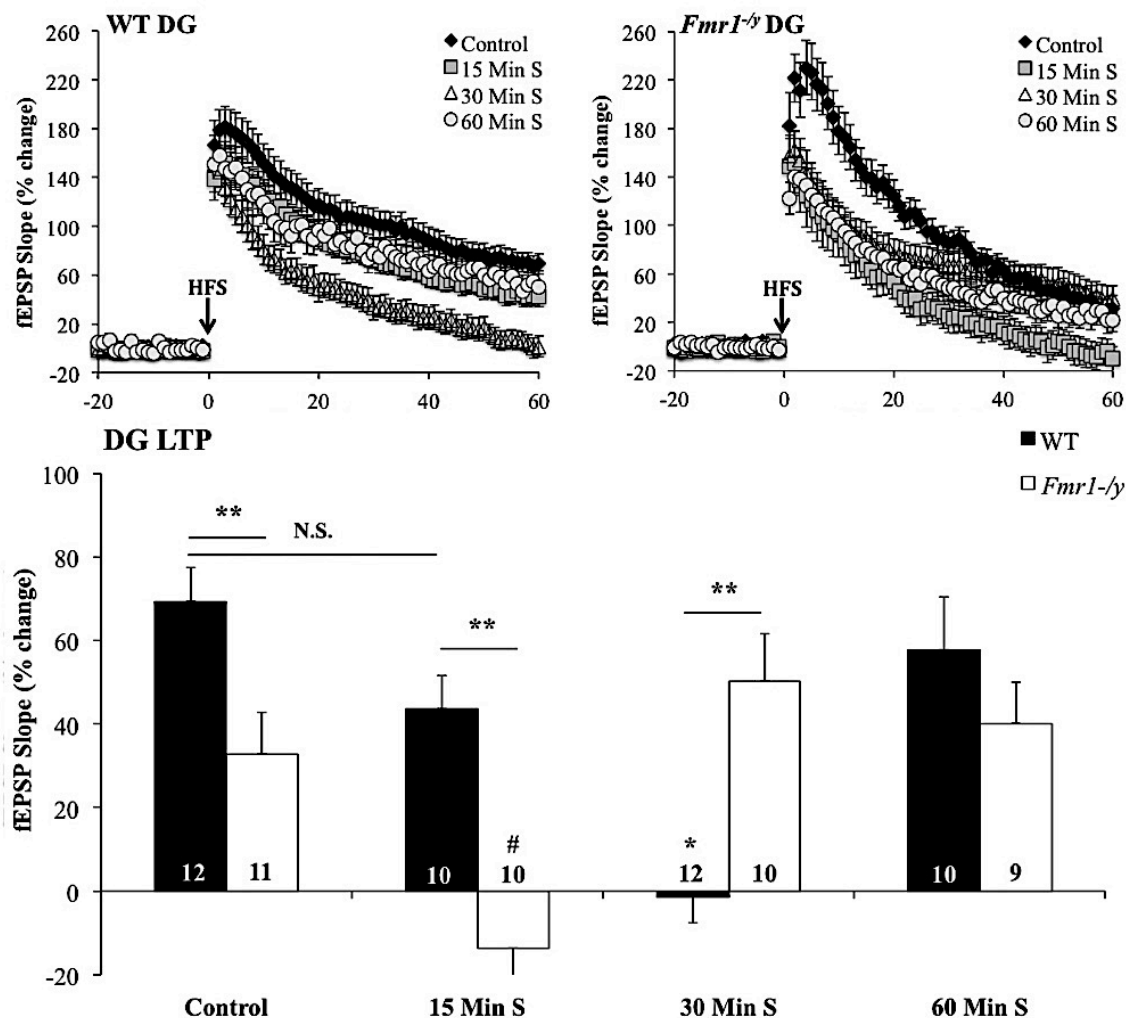 WT DG
Control
15 Min S
30 Min S
60 Min S
fEPSP Slope (% change)
260
220
180
140
100
60
20
-20
HFS
-20 0 20 40 60
Fmr1-/y DG
Control
15 Min S
30 Min S
60 Min S
fEPSP Slope (% change)
260
220
180
140
100
60
20
-20
HFS
-20 0 20 40 60
DG LTP
WT
Fmr1-/y
fEPSP Slope (% change)
100
80
60
40
20
0
-20
**
N.S.
**
**
#
*
12 11 10 10 12 10 10 9
Control 15 Min S 30 Min S 60 Min S